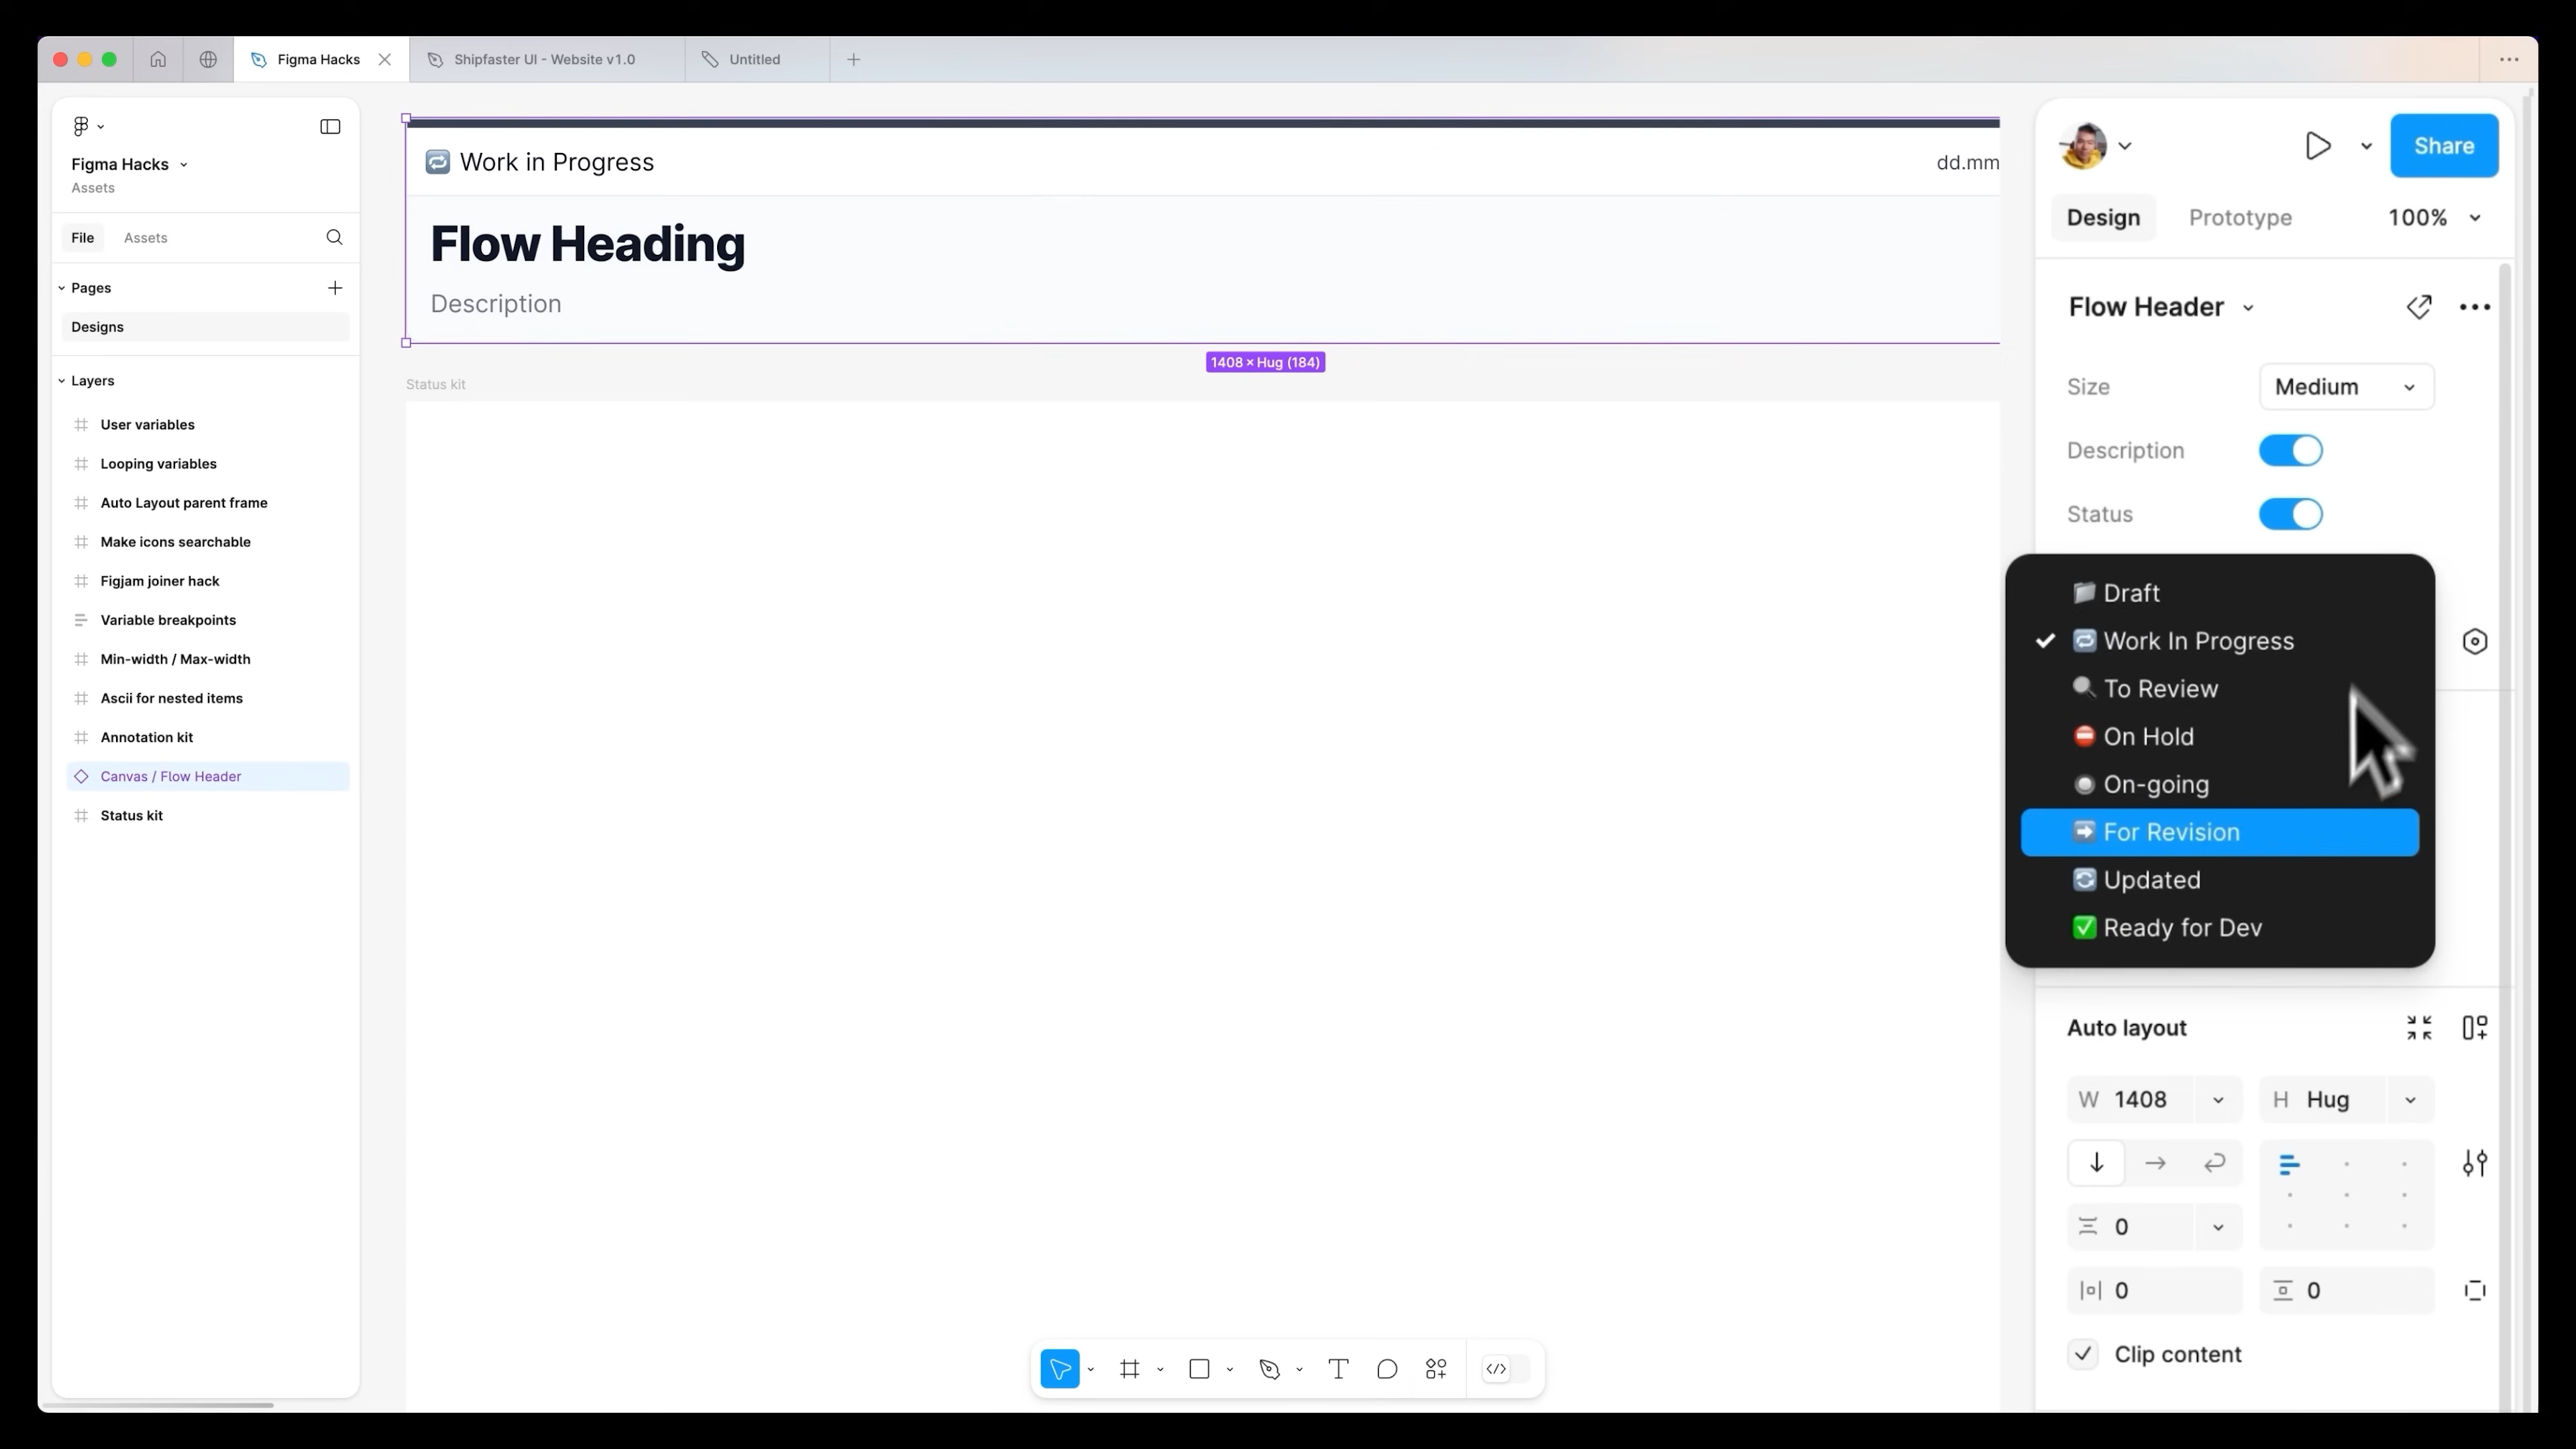 Figma Hacks
Shipfaster UI - Website v1.0
Untitled
Figma Hacks
Assets
File
Assets
Pages
Designs
Layers
User variables
Looping variables
Auto Layout parent frame
Make icons searchable
Figjam joiner hack
Variable breakpoints
Min-width / Max-width
Ascii for nested items
Annotation kit
Canvas / Flow Header
Status kit
Work in Progress
dd.mm
Flow Heading
Description
1408 × Hug (184)
Status kit
Share
Design
Prototype
100%
Flow Header
Size
Medium
Description
Status
Draft
Work In Progress
To Review
On Hold
On-going
For Revision
Updated
Ready for Dev
Auto layout
W 1408
H Hug
0
0
0
Clip content